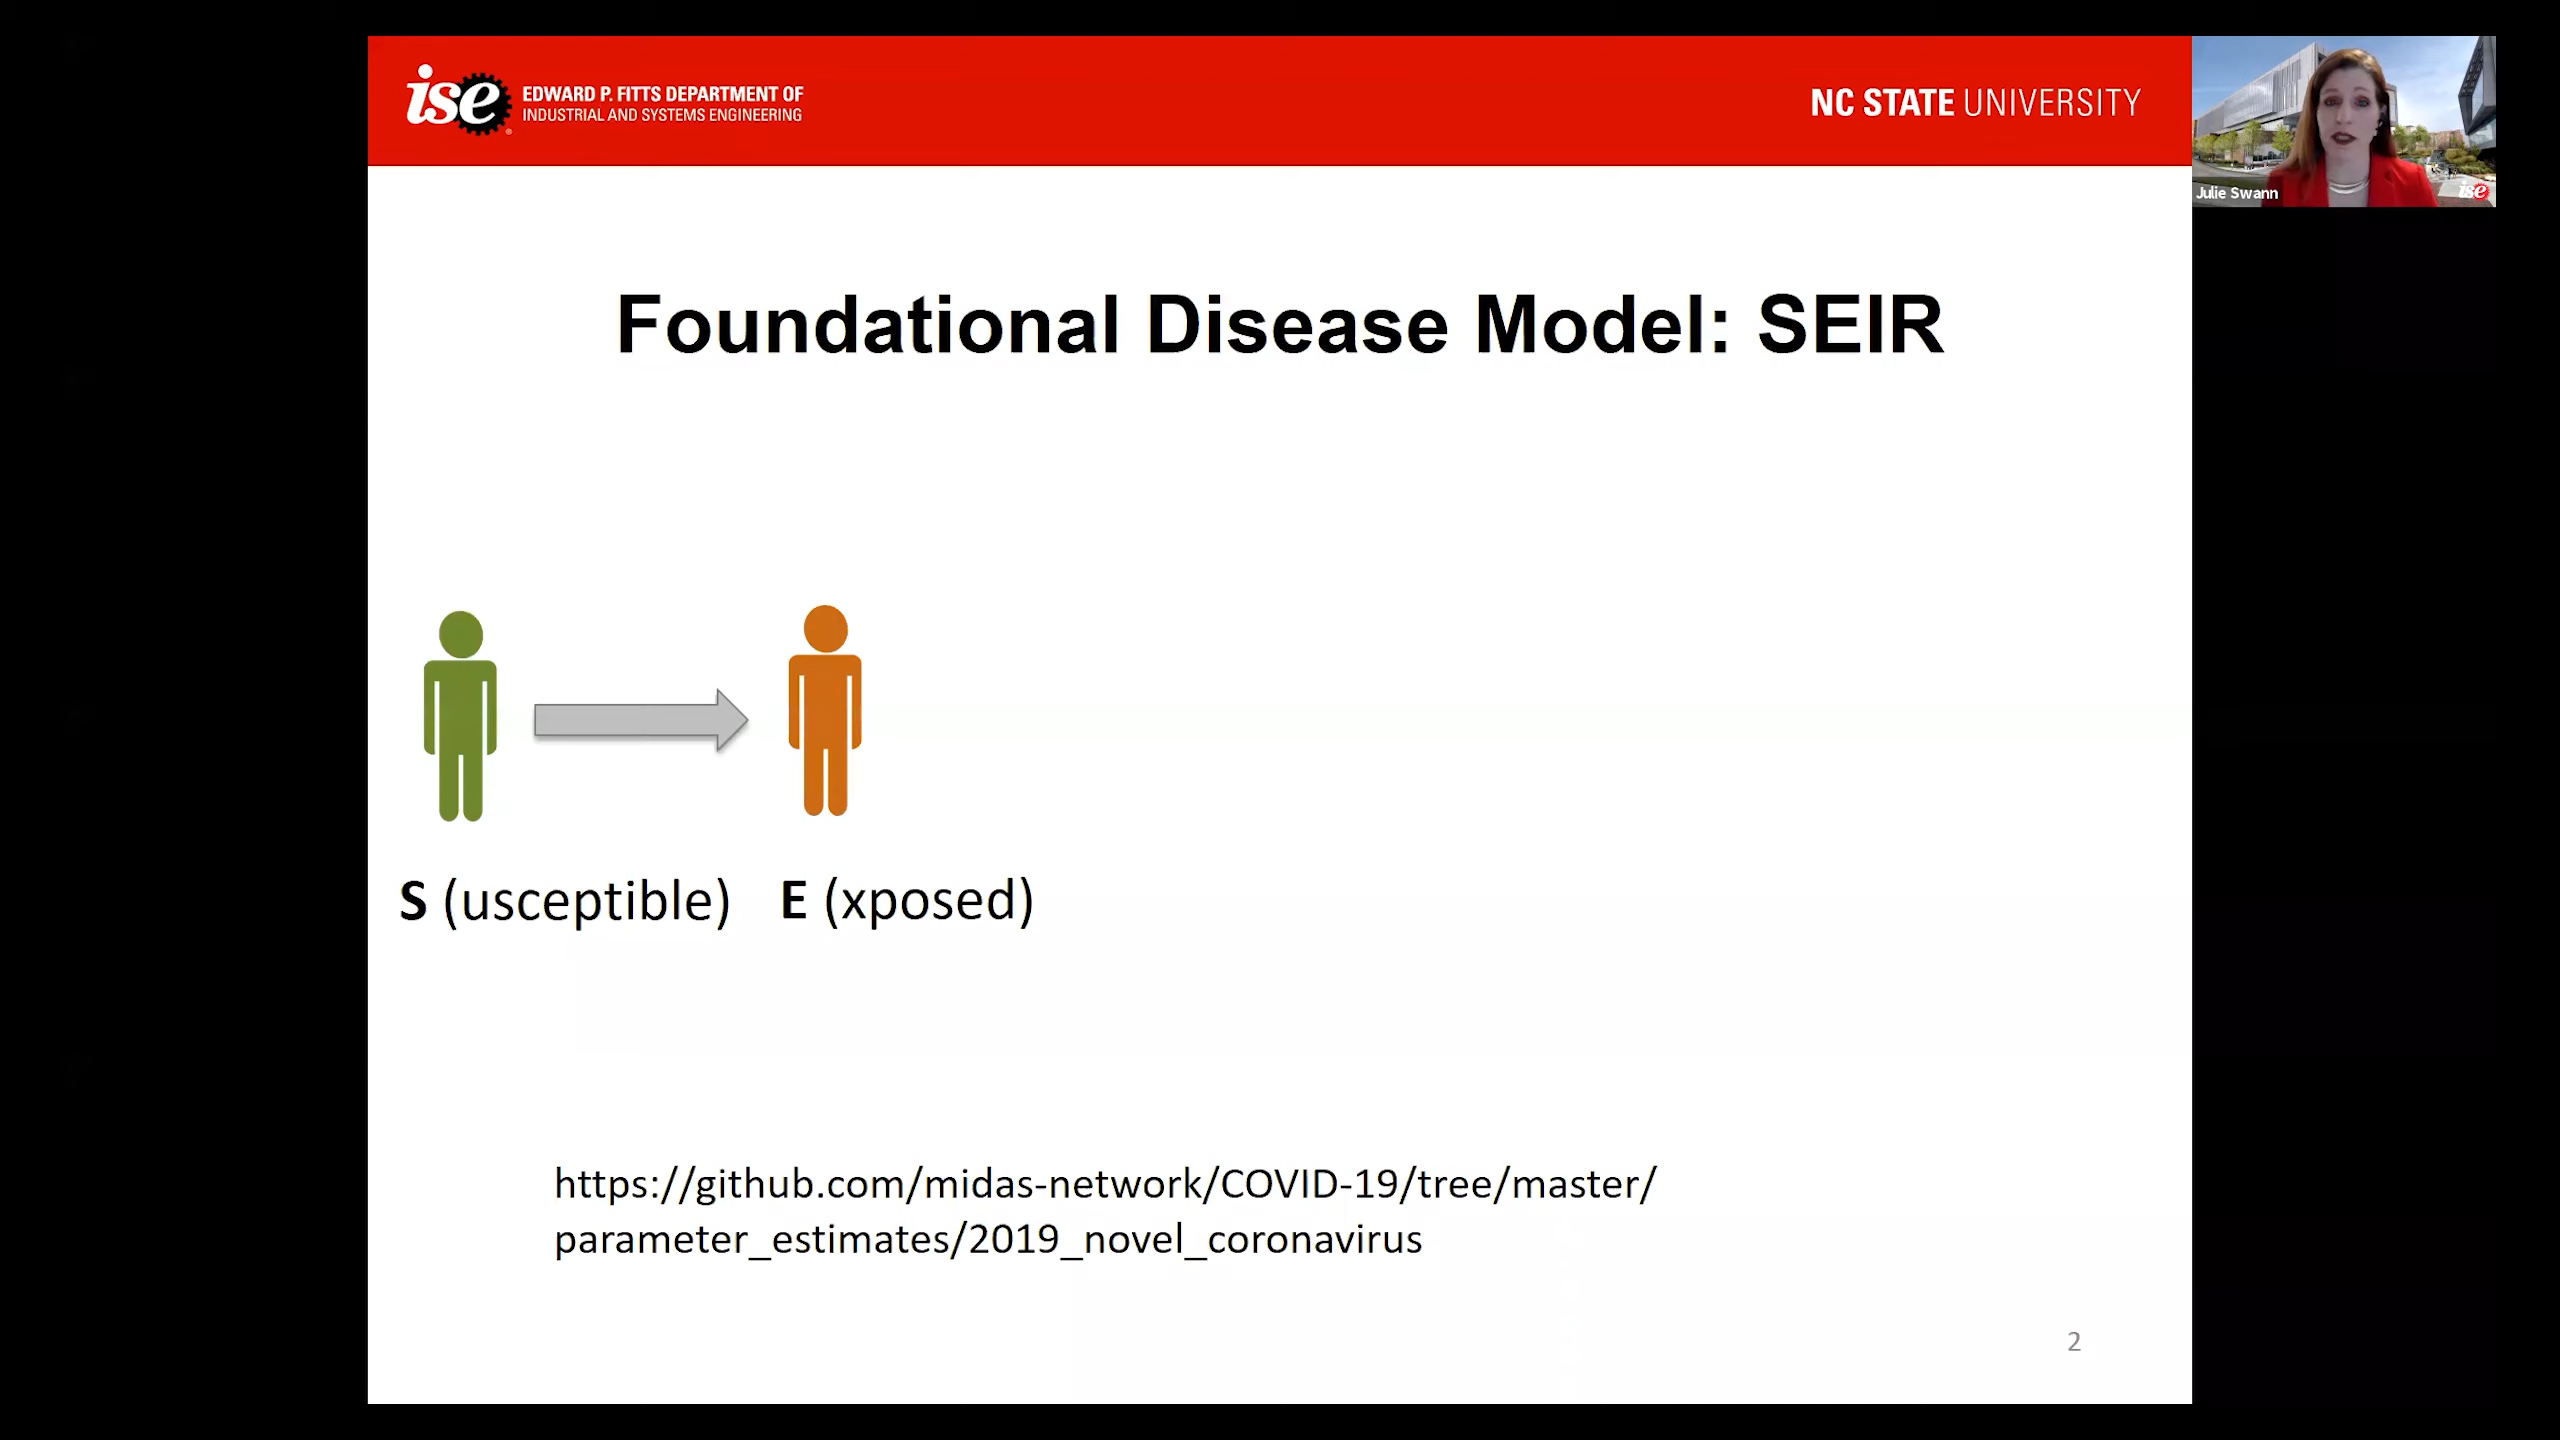 ise EDWARD P. FITTS DEPARTMENT OF
INDUSTRIAL AND SYSTEMS ENGINEERING
NC STATE UNIVERSITY
Julie Swann
ise
Foundational Disease Model: SEIR
S (usceptible) E (xposed)
https://github.com/midas-network/COVID-19/tree/master/
parameter_estimates/2019_novel_coronavirus
2